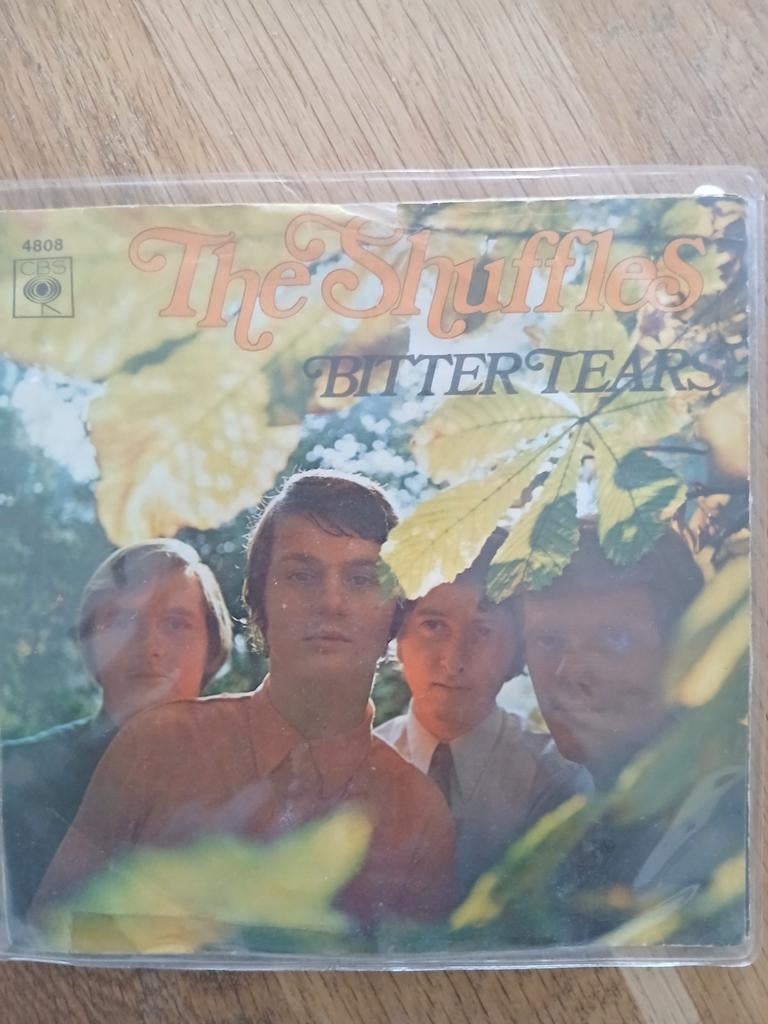 4808
CBS
The Shuffles
BITTER TEARS